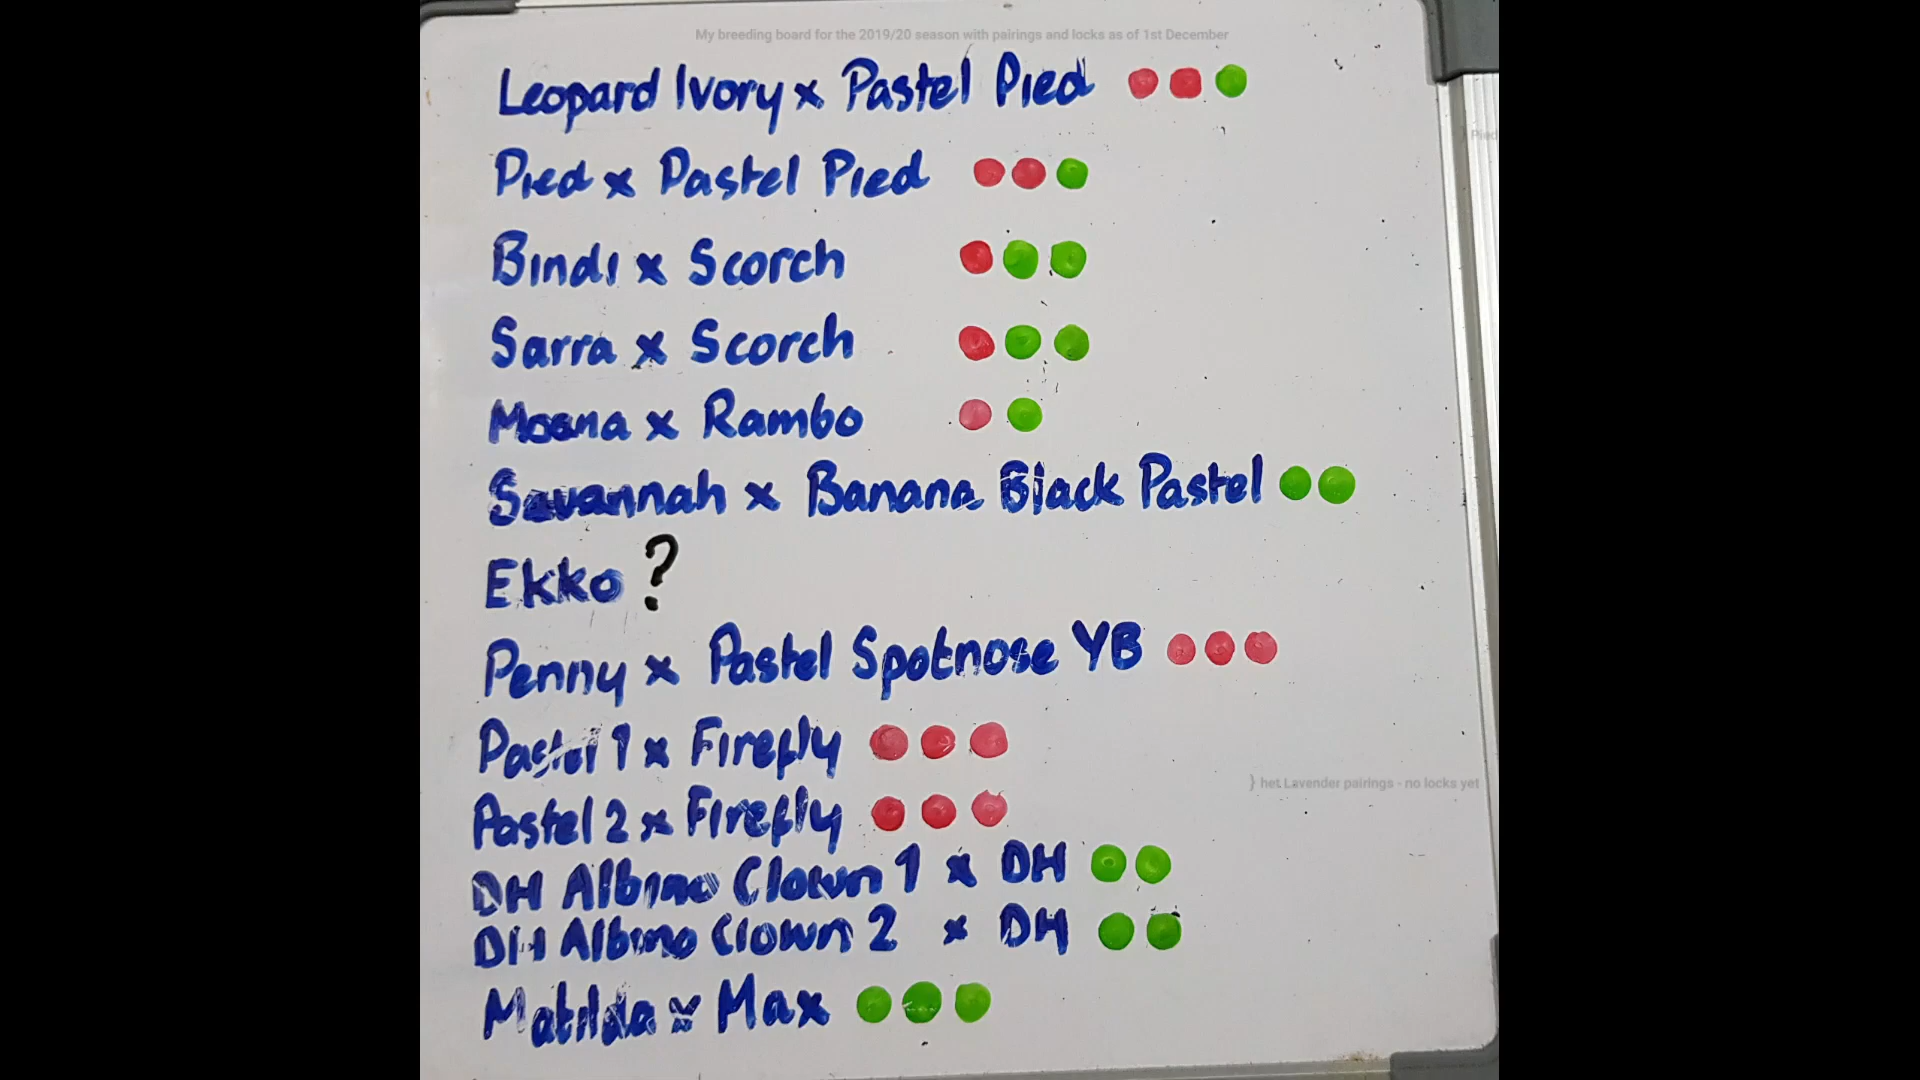 My breeding board for the 2019/20 season with pairings and locks as of 1st December
Leopard Ivory x Pastel Pied
} Pied
Pied x Pastel Pied
Bindi x Scorch
Sarra x Scorch
Moana x Rambo
Savannah x Banana Black Pastel
Ekko ?
Penny x Pastel Spotnose YB
Pastel 1 x Firefly
} het Lavender pairings - no locks yet
Pastel 2 x Firefly
DH Albino Clown 1 x DH
DH Albino Clown 2 x DH
Matilda x Max